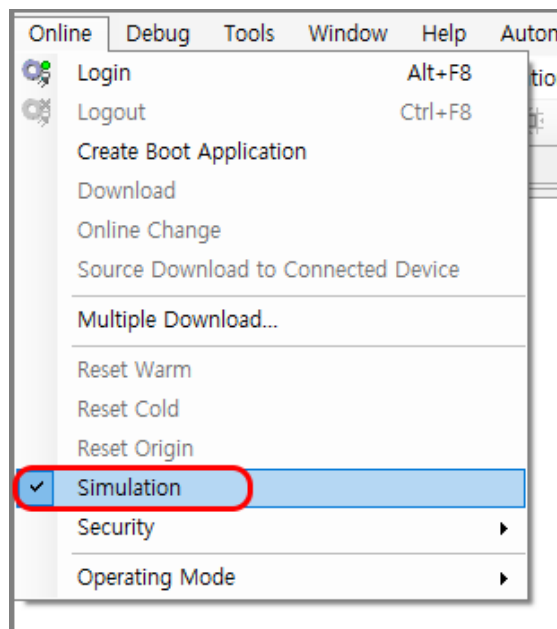 Online Debug Tools Window Help Autom
Login Alt+F8
Logout Ctrl+F8
Create Boot Application
Download
Online Change
Source Download to Connected Device
Multiple Download...
Reset Warm
Reset Cold
Reset Origin
Simulation
Security
Operating Mode